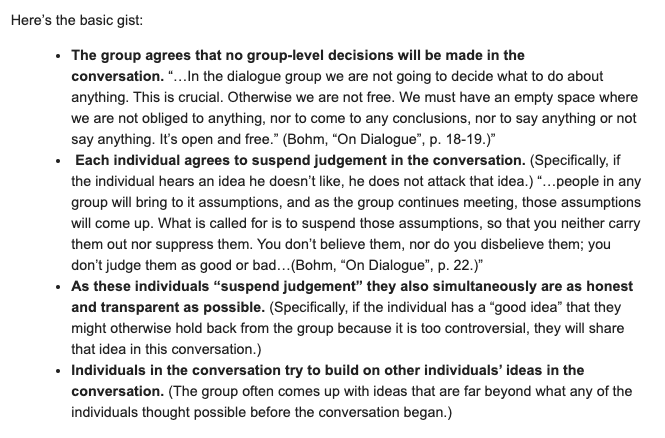 Here’s the basic gist:
• The group agrees that no group-level decisions will be made in the
conversation. “…In the dialogue group we are not going to decide what to do about
anything. This is crucial. Otherwise we are not free. We must have an empty space where
we are not obliged to anything, nor to come to any conclusions, nor to say anything or not
say anything. It’s open and free.” (Bohm, “On Dialogue”, p. 18-19.)”
• Each individual agrees to suspend judgement in the conversation. (Specifically, if
the individual hears an idea he doesn’t like, he does not attack that idea.) “…people in any
group will bring to it assumptions, and as the group continues meeting, those assumptions
will come up. What is called for is to suspend those assumptions, so that you neither carry
them out nor suppress them. You don’t believe them, nor do you disbelieve them; you
don’t judge them as good or bad…(Bohm, “On Dialogue”, p. 22.)”
• As these individuals “suspend judgement” they also simultaneously are as honest
and transparent as possible. (Specifically, if the individual has a “good idea” that they
might otherwise hold back from the group because it is too controversial, they will share
that idea in this conversation.)
• Individuals in the conversation try to build on other individuals’ ideas in the
conversation. (The group often comes up with ideas that are far beyond what any of the
individuals thought possible before the conversation began.)